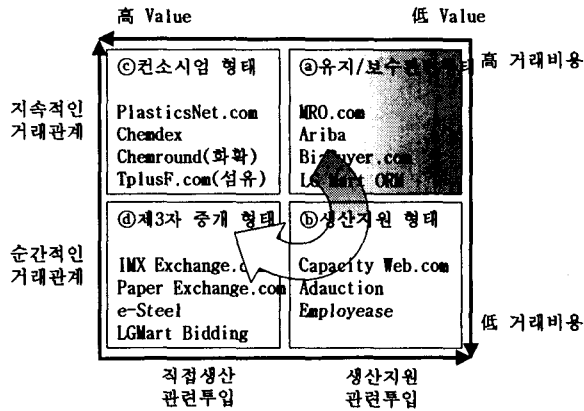 高 Value
低 Value
ⓒ컨소시엄 형태
PlasticsNet.com
Chemdex
Chemround(화확)
TplusF.com(섬유)
ⓐ유지/보수
高 거래비용
MRO.com
Ariba
LG Mart ORM
지속적인
거래관계
ⓓ제3자 중개 형태
IMX Exchange.
Paper Exchange.com
e-Steel
LGMart Bidding
ⓑ생산지원 형태
Capacity Web.com
Adauction
Employease
순간적인
거래관계
低 거래비용
직접생산
관련투입
생산지원
관련투입